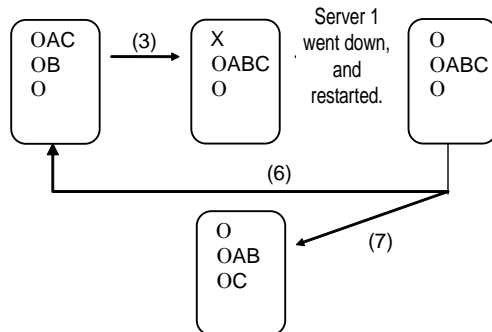 OAC
OB
O
(3)
X
OABC
O
Server 1
went down,
and
restarted.
O
OABC
O
(6)
(7)
O
OAB
OC